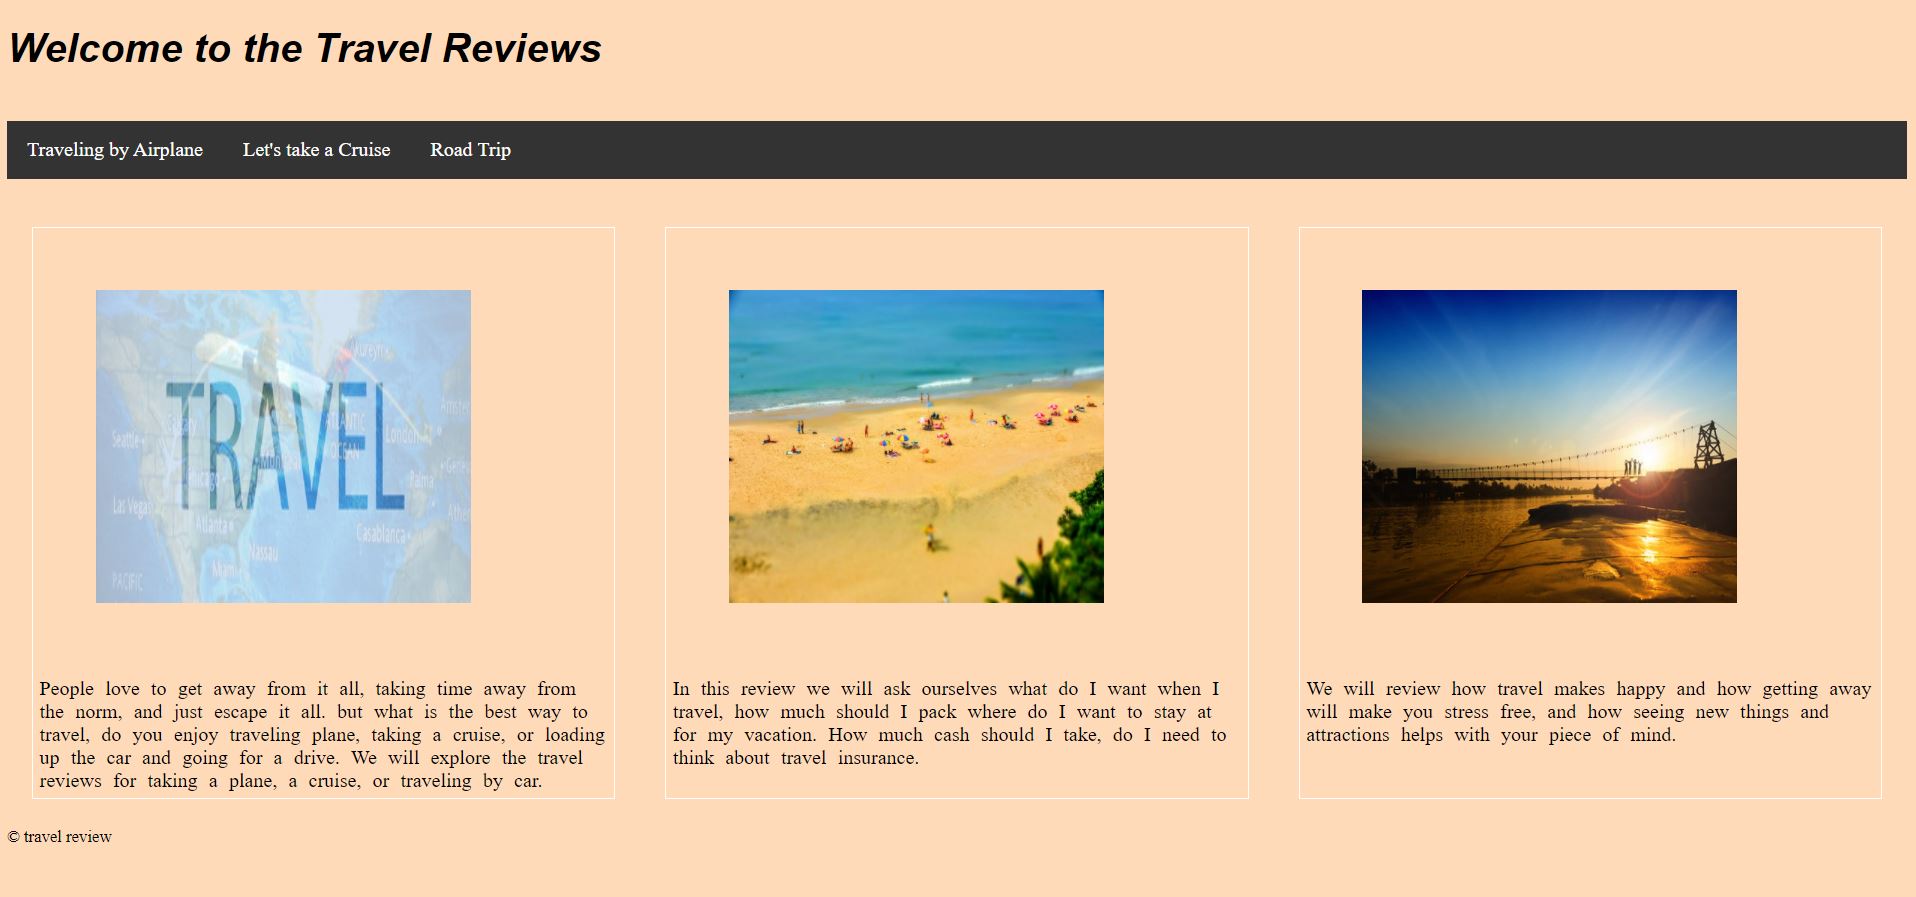 Welcome to the Travel Reviews
Traveling by Airplane
Let's take a Cruise
Road Trip
Akureyri
TRAVEL
ATLANTIC
OCEAN
Seattle
Calgary
London
Chicago
Palma
Las Vegas
Atlanta
Casablanca
Nassau
Miami
PACIFIC
People love to get away from it all, taking time away from
the norm, and just escape it all. but what is the best way to
travel, do you enjoy traveling plane, taking a cruise, or loading
up the car and going for a drive. We will explore the travel
reviews for taking a plane, a cruise, or traveling by car.
In this review we will ask ourselves what do I want when I
travel, how much should I pack where do I want to stay at
for my vacation. How much cash should I take, do I need to
think about travel insurance.
We will review how travel makes happy and how getting away
will make you stress free, and how seeing new things and
attractions helps with your piece of mind.
© travel review